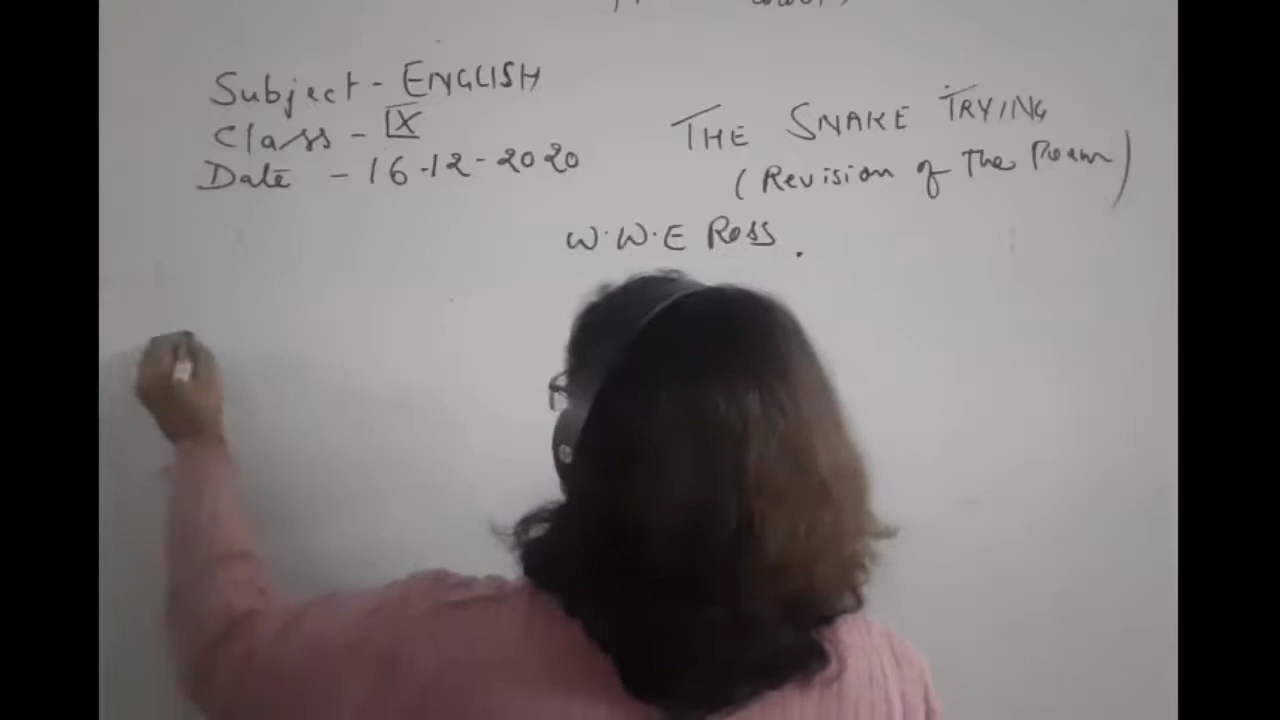 Subject - ENGLISH
Class - IX
Date - 16-12-2020
THE SNAKE TRYING
(Revision of the Poem)
W.W.E Ross.